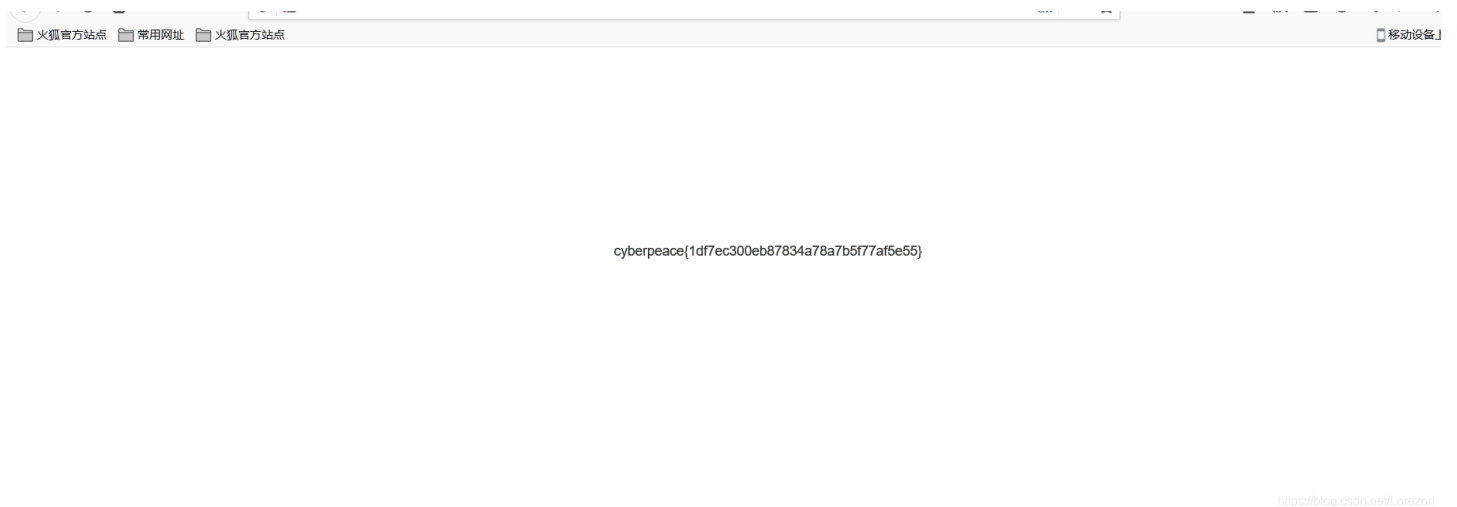 火狐官方站点 常用网址 火狐官方站点 移动设备上
cyberpeace{1df7ec300eb87834a78a7b5f77af5e55}
https://blog.csdn.net/Lorezon